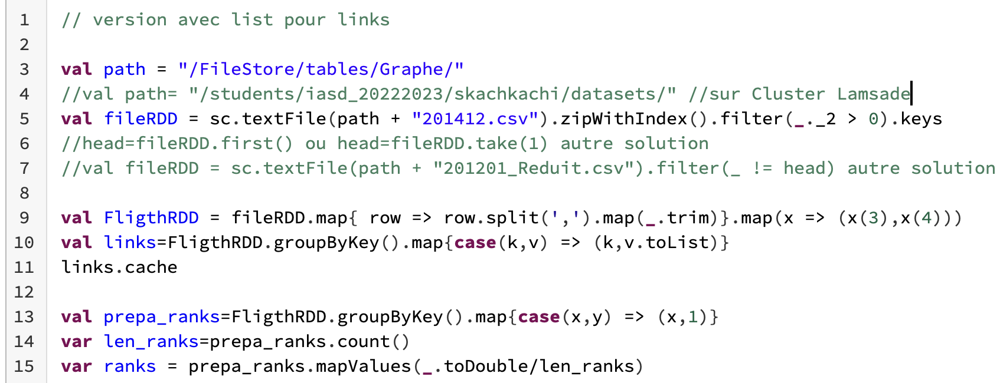 1 // version avec list pour links
2
3 val path = "/FileStore/tables/Graphe/"
4 //val path= "/students/iasd_20222023/skachkachi/datasets/" //sur Cluster Lamsade
5 val fileRDD = sc.textFile(path + "201412.csv").zipWithIndex().filter(_._2 > 0).keys
6 //head=fileRDD.first() ou head=fileRDD.take(1) autre solution
7 //val fileRDD = sc.textFile(path + "201201_Reduit.csv").filter(_ != head) autre solution
8
9 val FligthRDD = fileRDD.map{ row => row.split(',').map(_.trim)}.map(x => (x(3),x(4)))
10 val links=FligthRDD.groupByKey().map{case(k,v) => (k,v.toList)}
11 links.cache
12
13 val prepa_ranks=FligthRDD.groupByKey().map{case(x,y) => (x,1)}
14 var len_ranks=prepa_ranks.count()
15 var ranks = prepa_ranks.mapValues(_.toDouble/len_ranks)